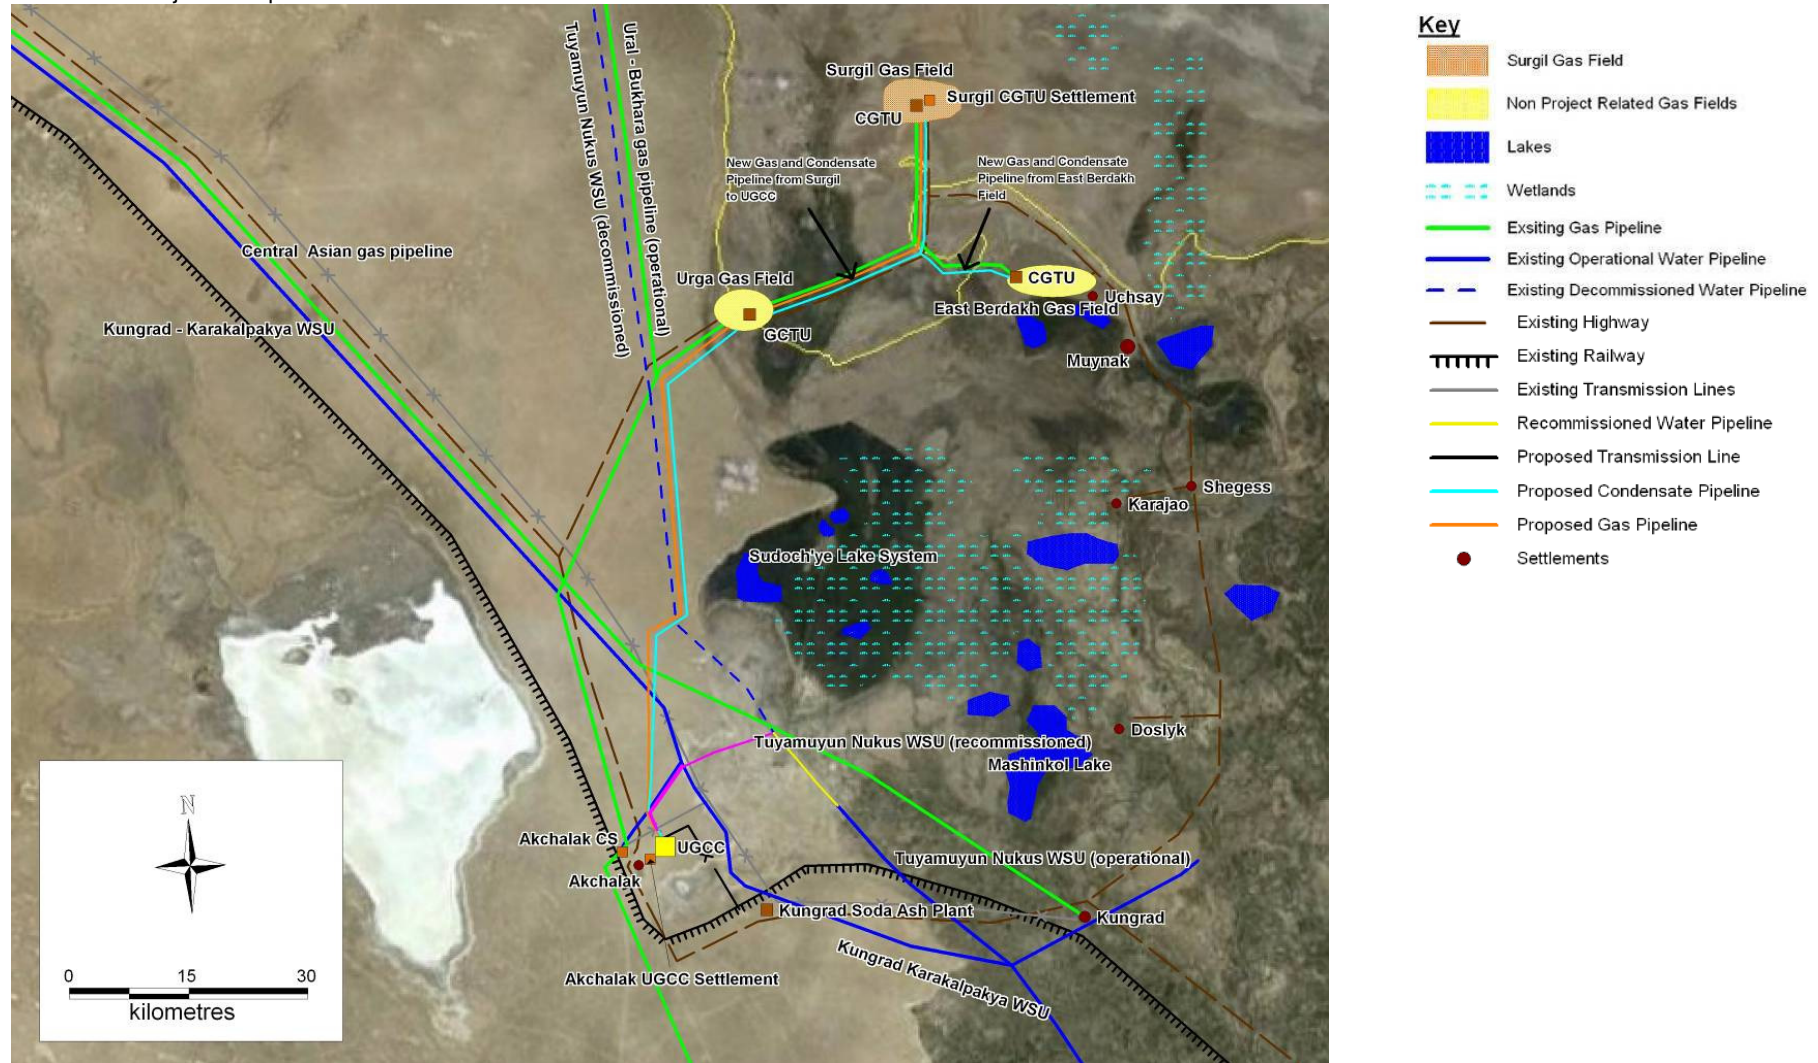 Surgil Gas Field
Surgil CGTU Settlement
CGTU
New Gas and Condensate
Pipeline from Surgil
to UGCC
New Gas and Condensate
Pipeline from East Berdakh
Field
Ural - Bukhara gas pipeline (operational)
Tuyamuyun Nukus WSU (decommissioned)
Central Asian gas pipeline
Kungrad - Karakalpakya WSU
Urga Gas Field
GCTU
CGTU
Uchsay
East Berdakh Gas Field
Muynak
Shegess
Karajao
Sudoch'ye Lake System
Doslyk
Tuyamuyun Nukus WSU (recommissioned)
Mashinkol Lake
Akchalak CS
UGCC
Akchalak
Tuyamuyun Nukus WSU (operational)
Kungrad Soda Ash Plant
Kungrad
Kungrad Karakalpakya WSU
Akchalak UGCC Settlement
N
0 15 30
kilometres
Key
Surgil Gas Field
Non Project Related Gas Fields
Lakes
Wetlands
Exsiting Gas Pipeline
Existing Operational Water Pipeline
Existing Decommissioned Water Pipeline
Existing Highway
Existing Railway
Existing Transmission Lines
Recommissioned Water Pipeline
Proposed Transmission Line
Proposed Condensate Pipeline
Proposed Gas Pipeline
Settlements